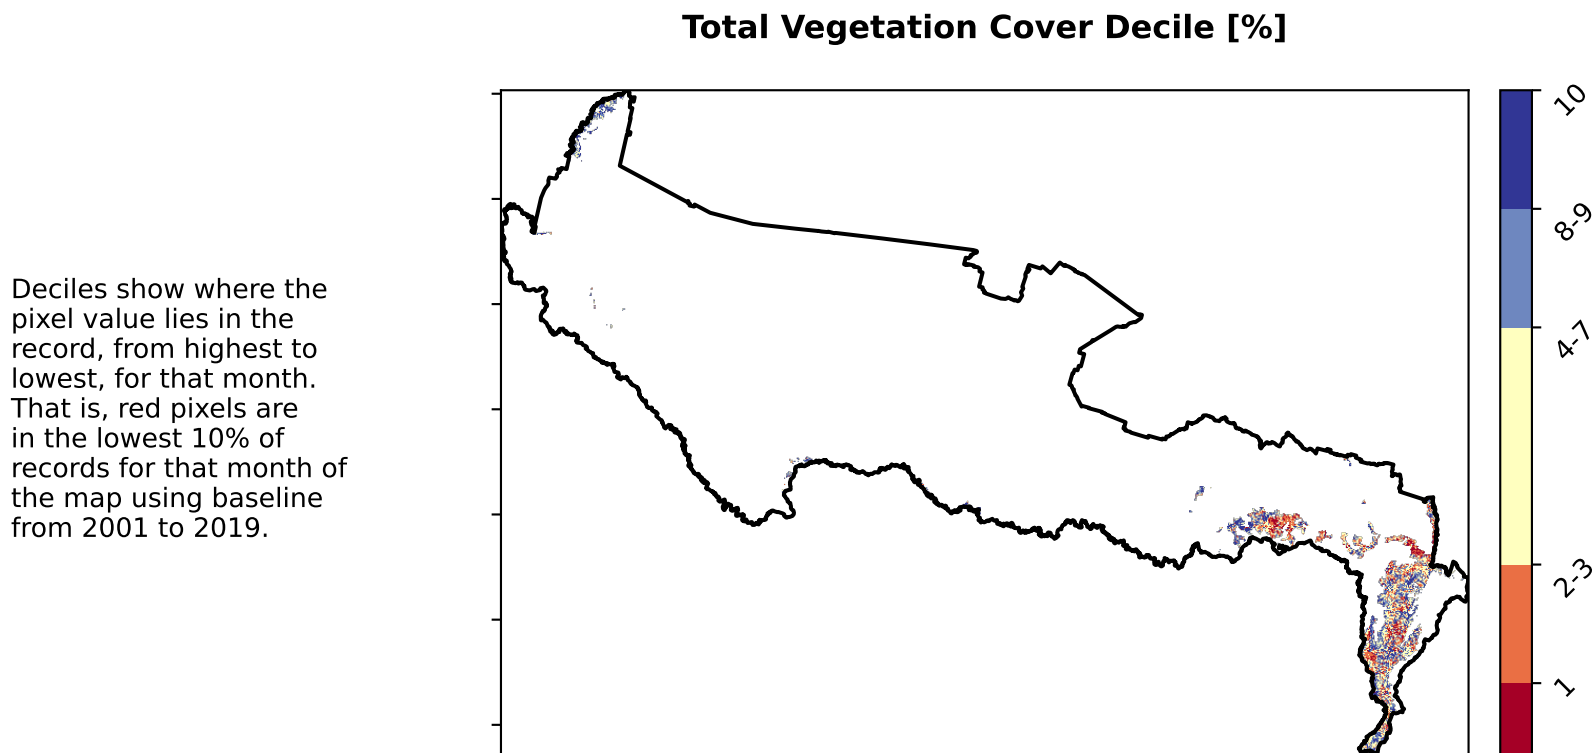 Total Vegetation Cover Decile [%]
Deciles show where the
pixel value lies in the
record, from highest to
lowest, for that month.
That is, red pixels are
in the lowest 10% of
records for that month of
the map using baseline
from 2001 to 2019.
10
8-9
4-7
2-3
1